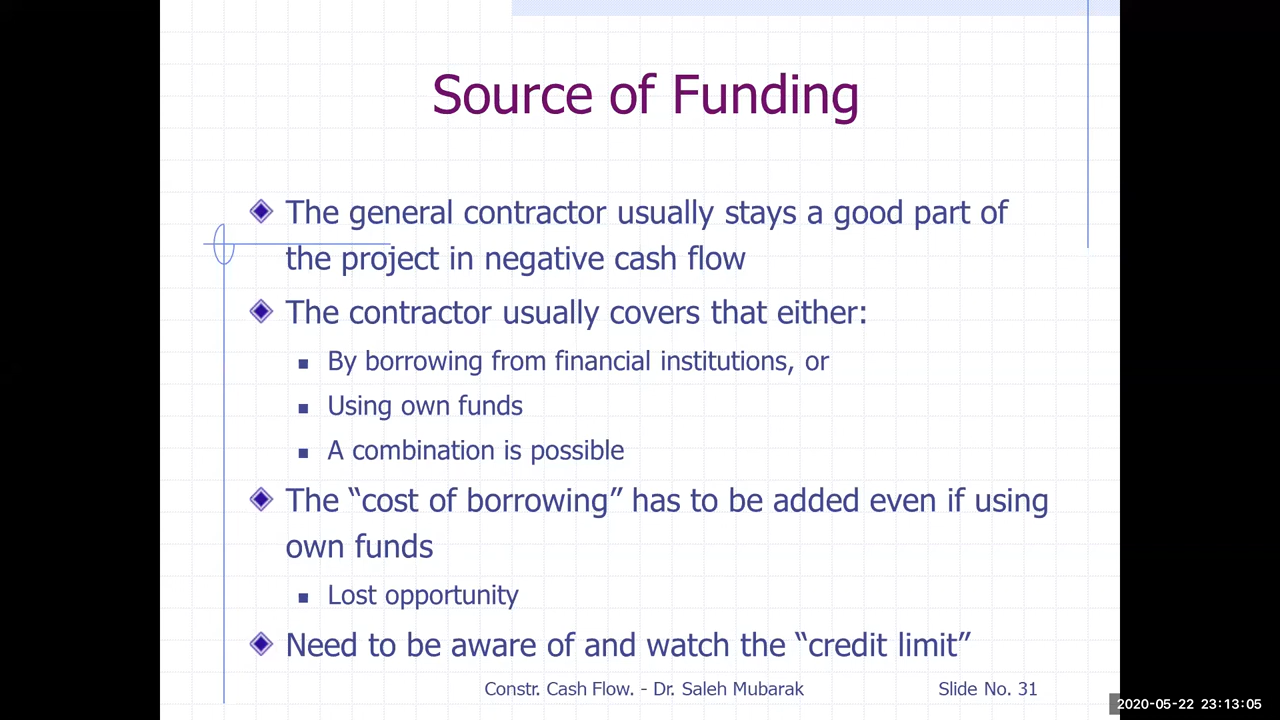 Source of Funding
The general contractor usually stays a good part of
the project in negative cash flow
The contractor usually covers that either:
By borrowing from financial institutions, or
Using own funds
A combination is possible
The “cost of borrowing” has to be added even if using
own funds
Lost opportunity
Need to be aware of and watch the “credit limit”
Constr. Cash Flow. - Dr. Saleh Mubarak
Slide No. 31
2020-05-22 23:13:05